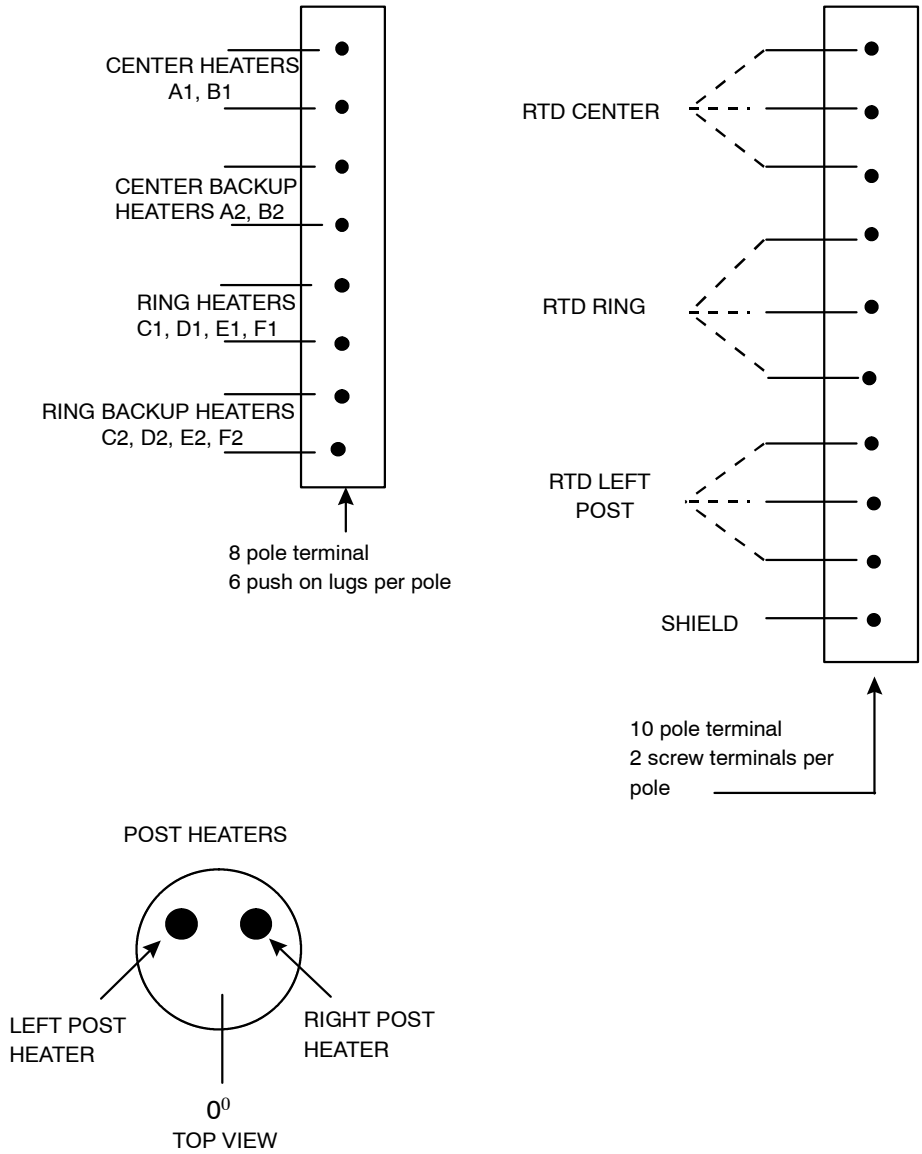 CENTER HEATERS
A1, B1
CENTER BACKUP
HEATERS A2, B2
RING HEATERS
C1, D1, E1, F1
RING BACKUP HEATERS
C2, D2, E2, F2
8 pole terminal
6 push on lugs per pole
RTD CENTER
RTD RING
RTD LEFT
POST
SHIELD
10 pole terminal
2 screw terminals per
pole
POST HEATERS
LEFT POST
HEATER
RIGHT POST
HEATER
0⁰
TOP VIEW